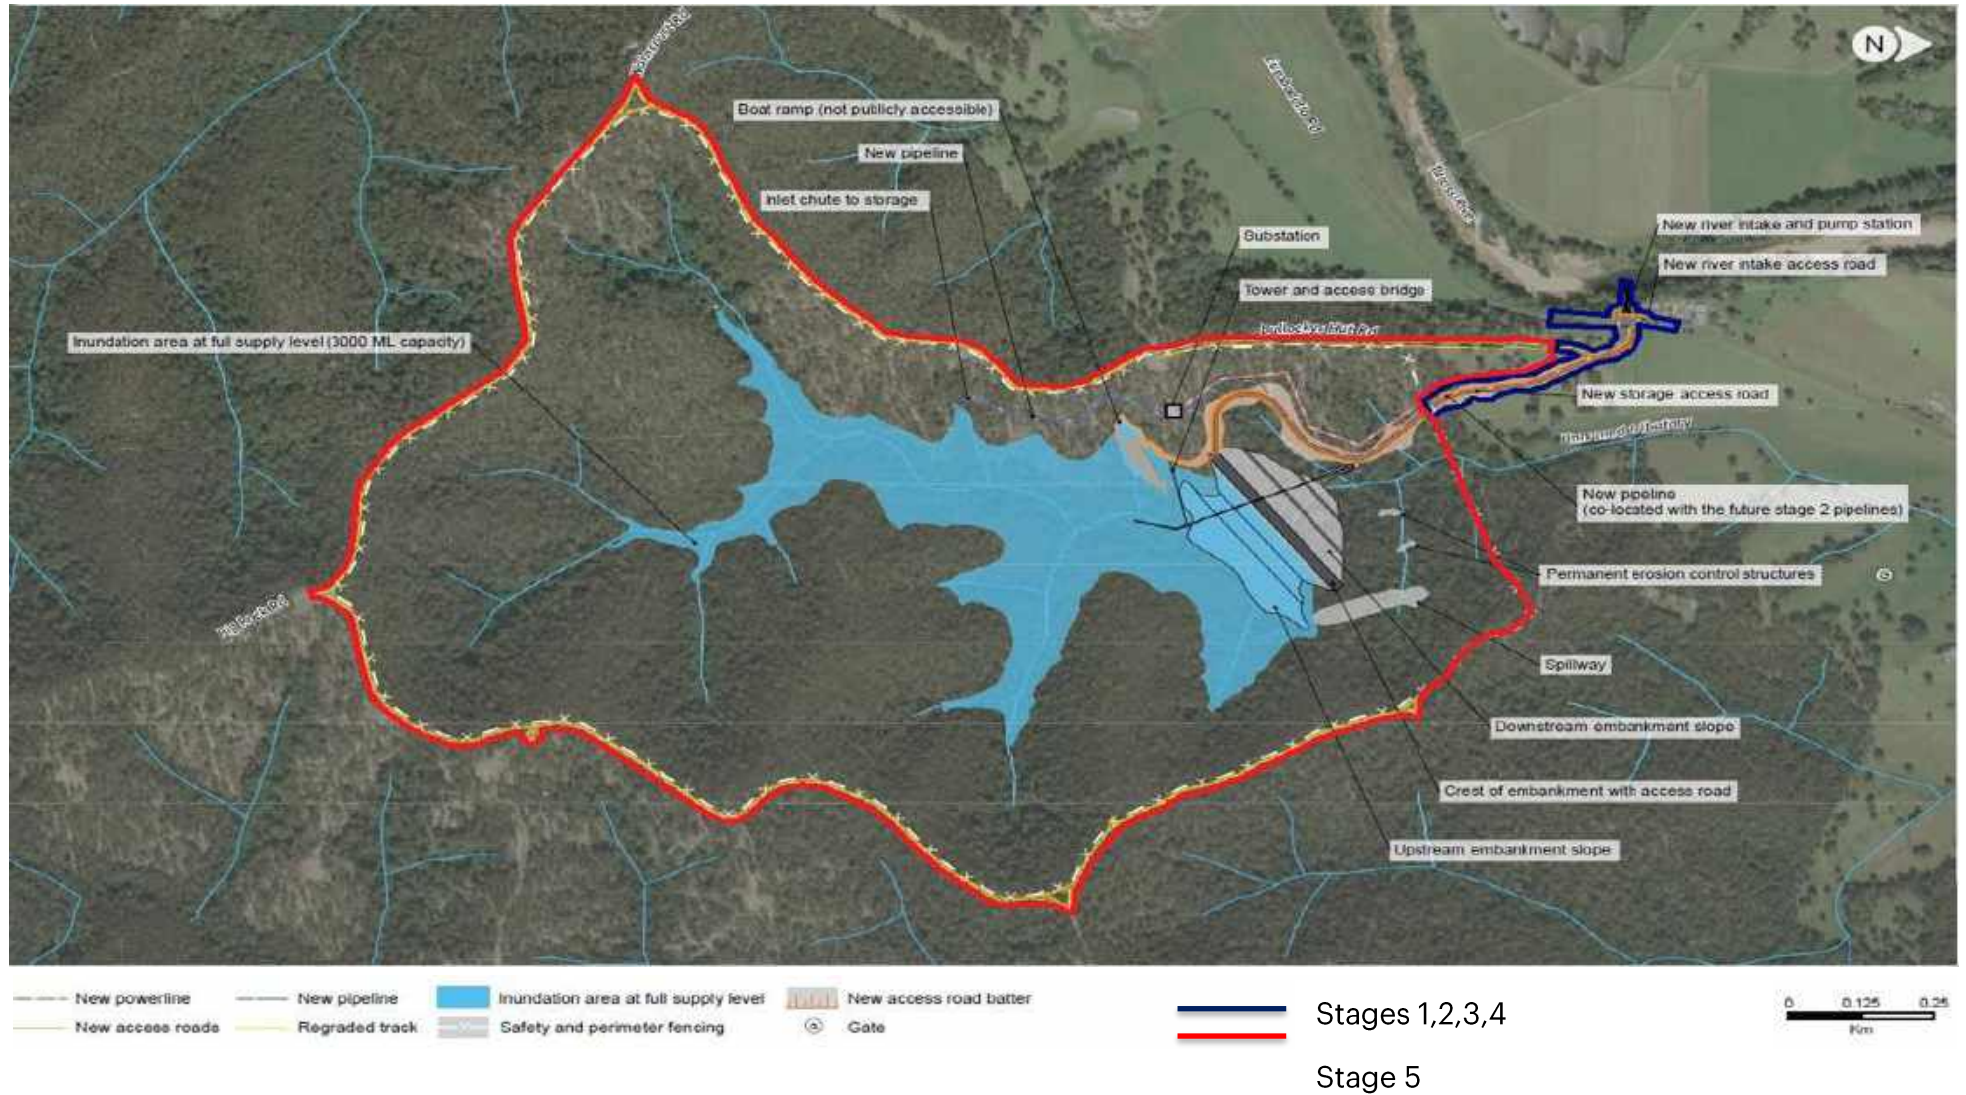 N
Boat ramp (not publicly accessible)
New pipeline
Inlet chute to storage
Substation
New river intake and pump station
New river intake access road
Tower and access bridge
Inundation area at full supply level (3000 ML capacity)
New storage access road
Unnamed tributary
New pipeline
(co-located with the future stage 2 pipelines)
Permanent erosion control structures
Big Rock Rd
Spillway
Downstream embankment slope
Crest of embankment with access road
Upstream embankment slope
New powerline
New pipeline
Inundation area at full supply level
New access road batter
New access roads
Regraded track
Safety and perimeter fencing
Gate
Stages 1,2,3,4
Stage 5
0 0.125 0.25
Km